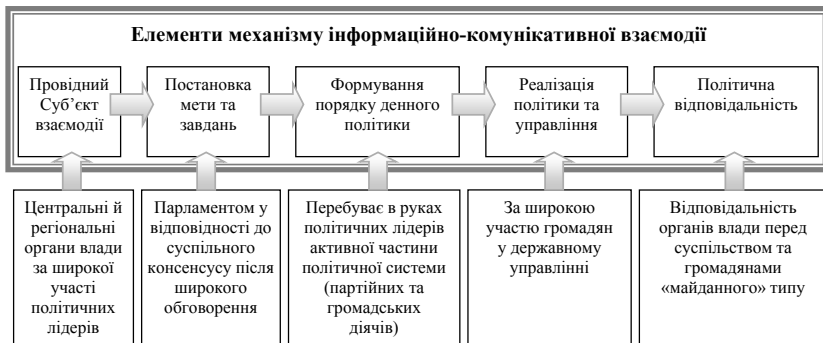 Елементи механізму інформаційно-комунікативної взаємодії
Провідний
Суб’єкт
взаємодії
Постановка
мети та
завдань
Формування
порядку денного
політики
Реалізація
політики та
управління
Політична
відповідальність
Центральні й
регіональні
органи влади
за широкої
участі
політичних
лідерів
Парламентом у
відповідності до
суспільного
консенсусу після
широкого
обговорення
Перебуває в руках
політичних лідерів
активної частини
політичної системи
(партійних та
громадських
діячів)
За широкою
участю громадян
у державному
управлінні
Відповідальність
органів влади перед
суспільством та
громадянами
«майданного» типу